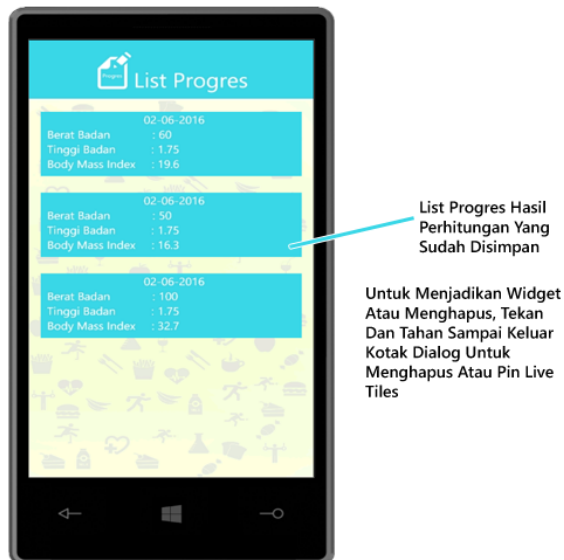 Progres
List Progres
02-06-2016
Berat Badan : 60
Tinggi Badan : 1.75
Body Mass Index : 19.6
02-06-2016
Berat Badan : 50
Tinggi Badan : 1.75
Body Mass Index : 16.3
02-06-2016
Berat Badan : 100
Tinggi Badan : 1.75
Body Mass Index : 32.7
List Progres Hasil
Perhitungan Yang
Sudah Disimpan
Untuk Menjadikan Widget
Atau Menghapus, Tekan
Dan Tahan Sampai Keluar
Kotak Dialog Untuk
Menghapus Atau Pin Live
Tiles